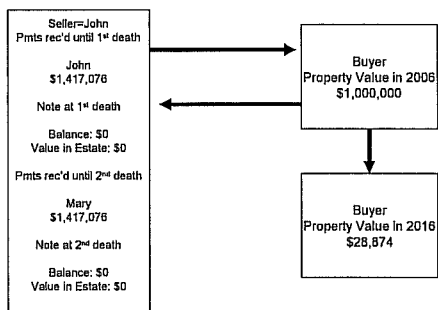 Seller=John
Pmts rec'd until 1st death
John
$1,417,076
Note at 1st death
Balance: $0
Value in Estate: $0
Pmts rec'd until 2nd death
Mary
$1,417,076
Note at 2nd death
Balance: $0
Value in Estate: $0
Buyer
Property Value in 2006
$1,000,000
Buyer
Property Value in 2016
$28,874